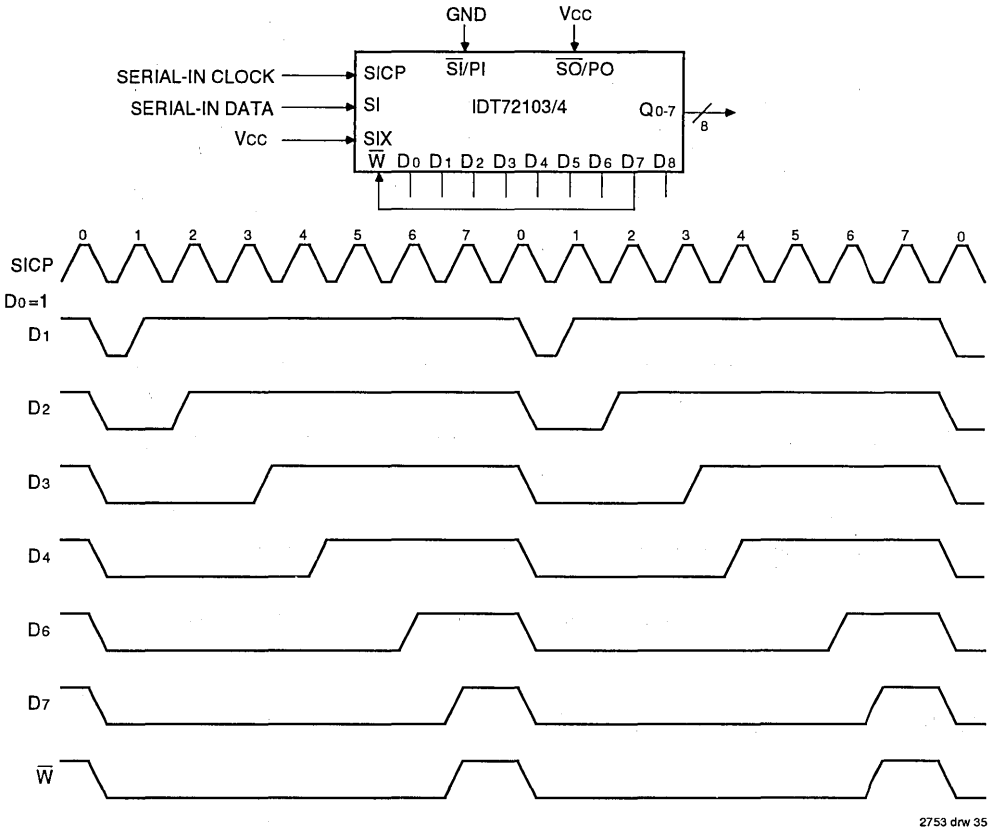 GND Vcc
SERIAL-IN CLOCK SICP S̅I̅/PI S̅O̅/PO
SERIAL-IN DATA SI IDT72103/4 Q0-7
8
Vcc SIX
W̅ D0 D1 D2 D3 D4 D5 D6 D7 D8
0 1 2 3 4 5 6 7 0 1 2 3 4 5 6 7 0
SICP
D0=1
D1
D2
D3
D4
D6
D7
W̅
2753 drw 35